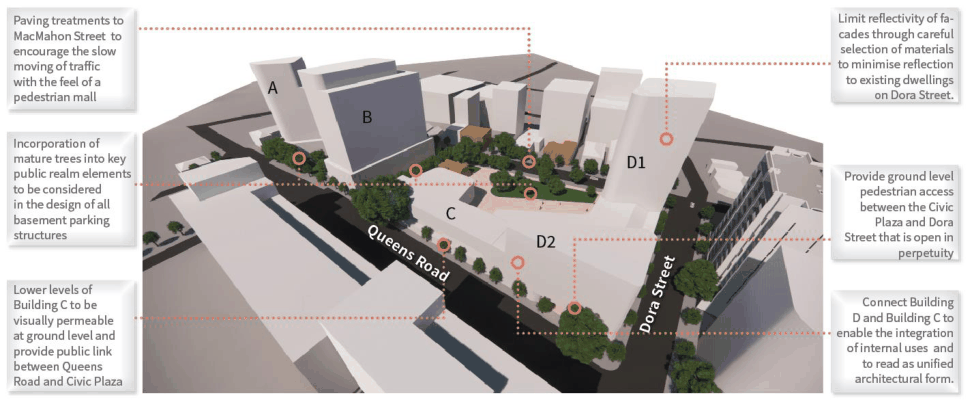 Paving treatments to
MacMahon Street to
encourage the slow
moving of traffic
with the feel of a
pedestrian mall
Incorporation of
mature trees into key
public realm elements
to be considered
in the design of all
basement parking
structures
Lower levels of
Building C to be
visually permeable
at ground level and
provide public link
between Queens
Road and Civic Plaza
A
B
C
D1
D2
Queens Road
Dora Street
Limit reflectivity of fa-
cades through careful
selection of materials
to minimise reflection
to existing dwellings
on Dora Street.
Provide ground level
pedestrian access
between the Civic
Plaza and Dora
Street that is open in
perpetuity
Connect Building
D and Building C to
enable the integration
of internal uses and
to read as unified
architectural form.